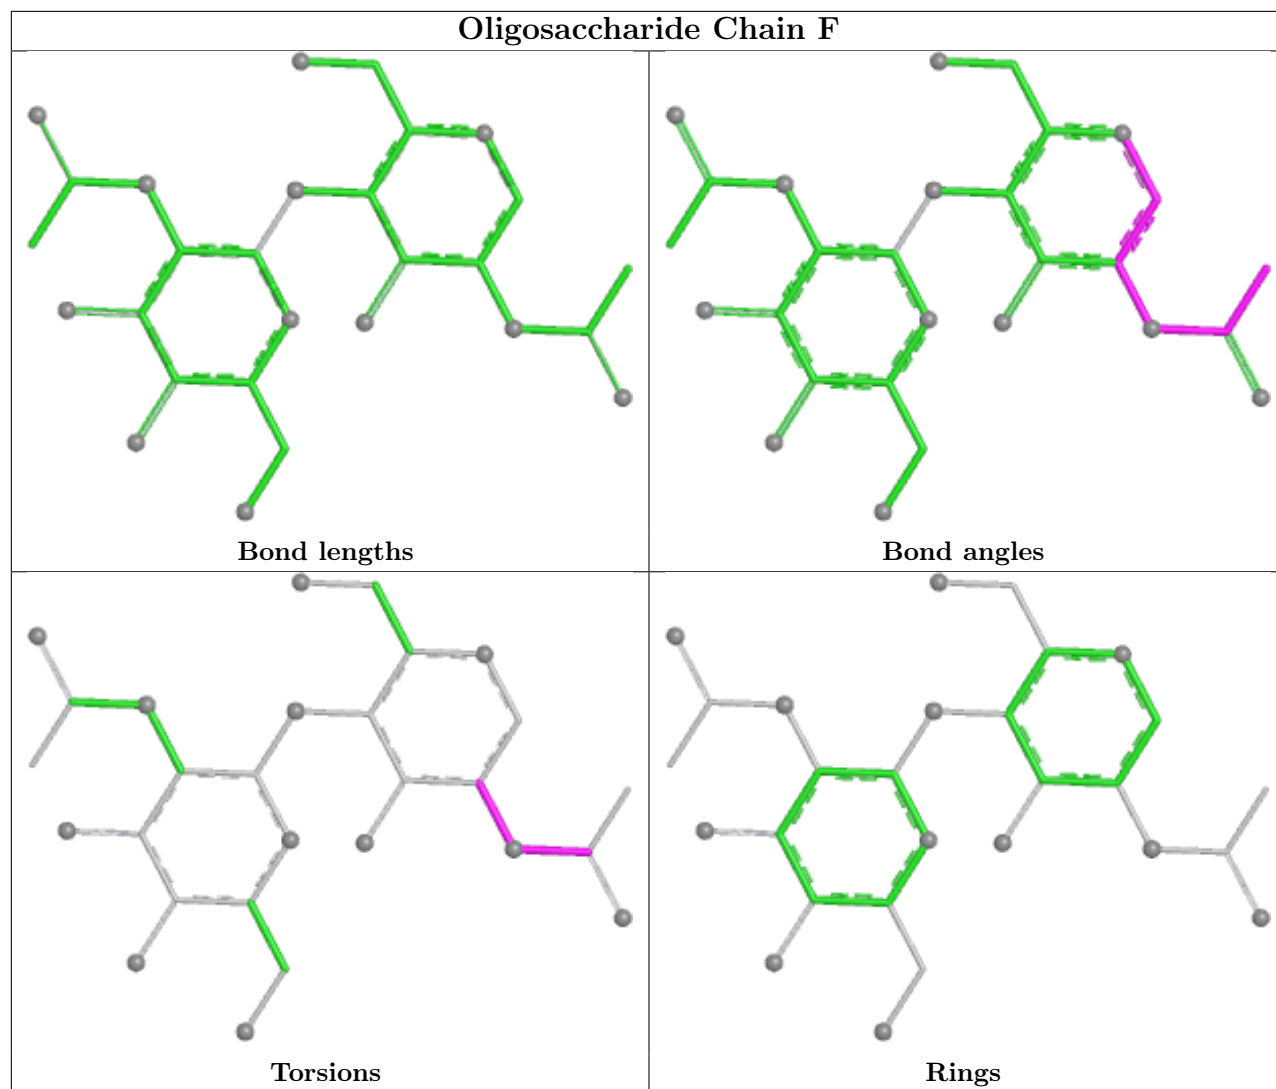 Oligosaccharide Chain F
Bond lengths
Bond angles
Torsions
Rings